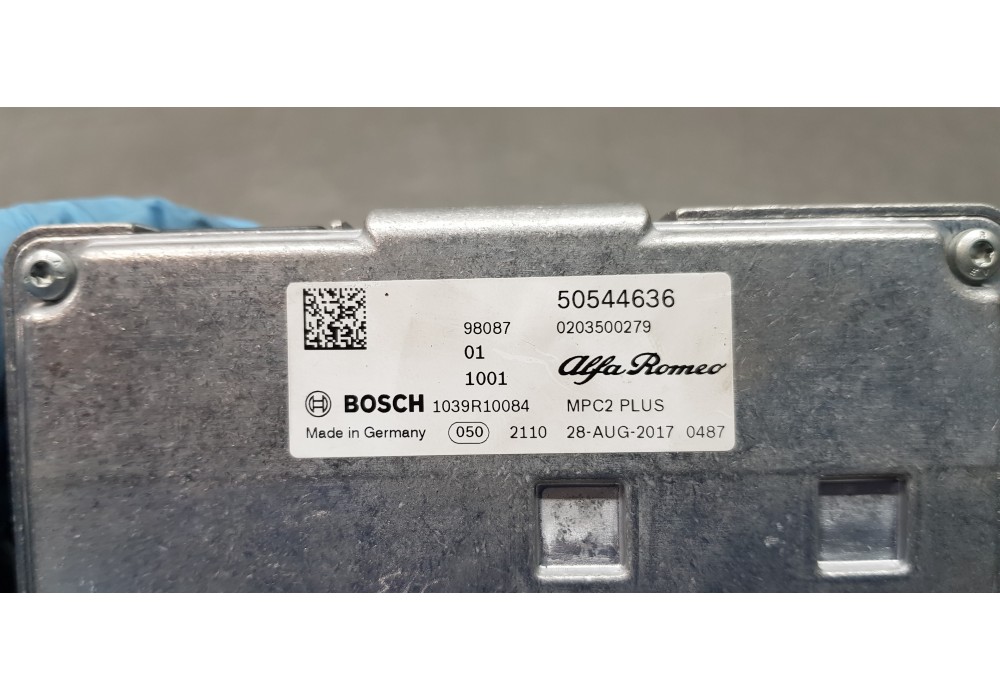 50544636
98087 0203500279
01
Alfa Romeo
1001
BOSCH 1039R10084 MPC2 PLUS
Made in Germany 050 2110 28-AUG-2017 0487